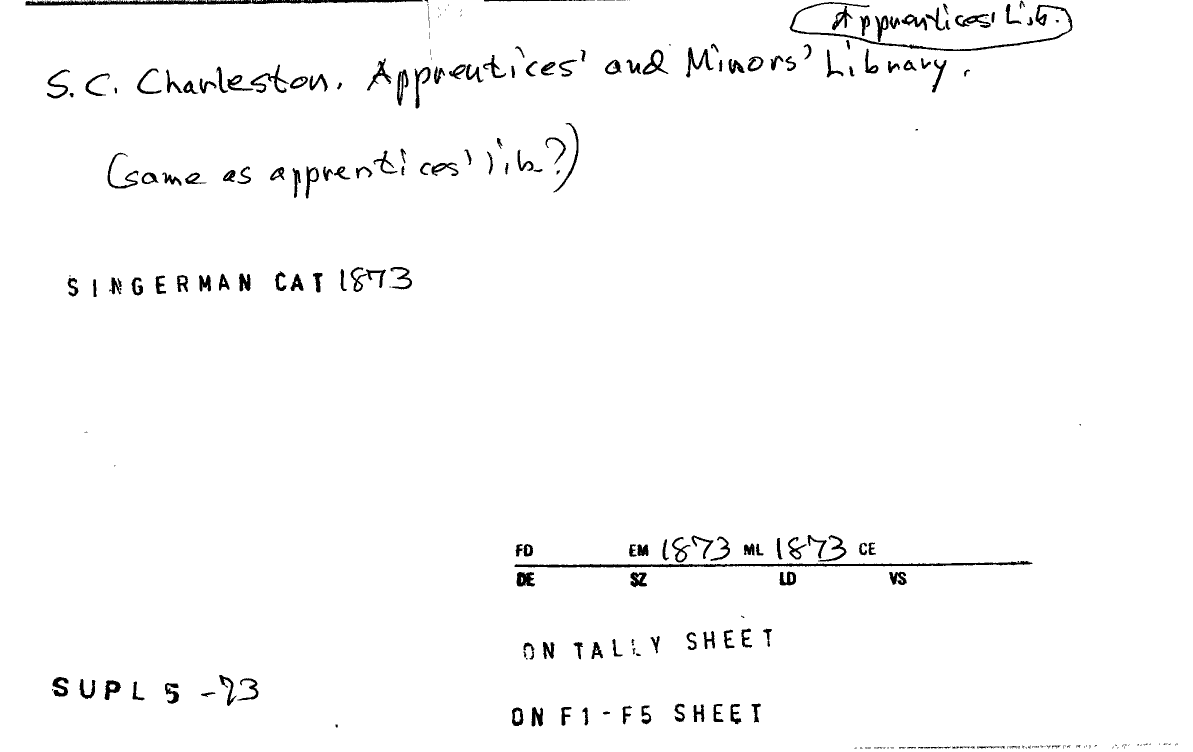 Apprentices' Lib.
S.C. Charleston. Apprentices' and Minors' Library.
(same as apprentices' lib?)
SINGERMAN CAT 1873
FD EM 1873 ML 1873 CE
DE SZ LD VS
ON TALLY SHEET
SUPL 5 -73
ON F1-F5 SHEET